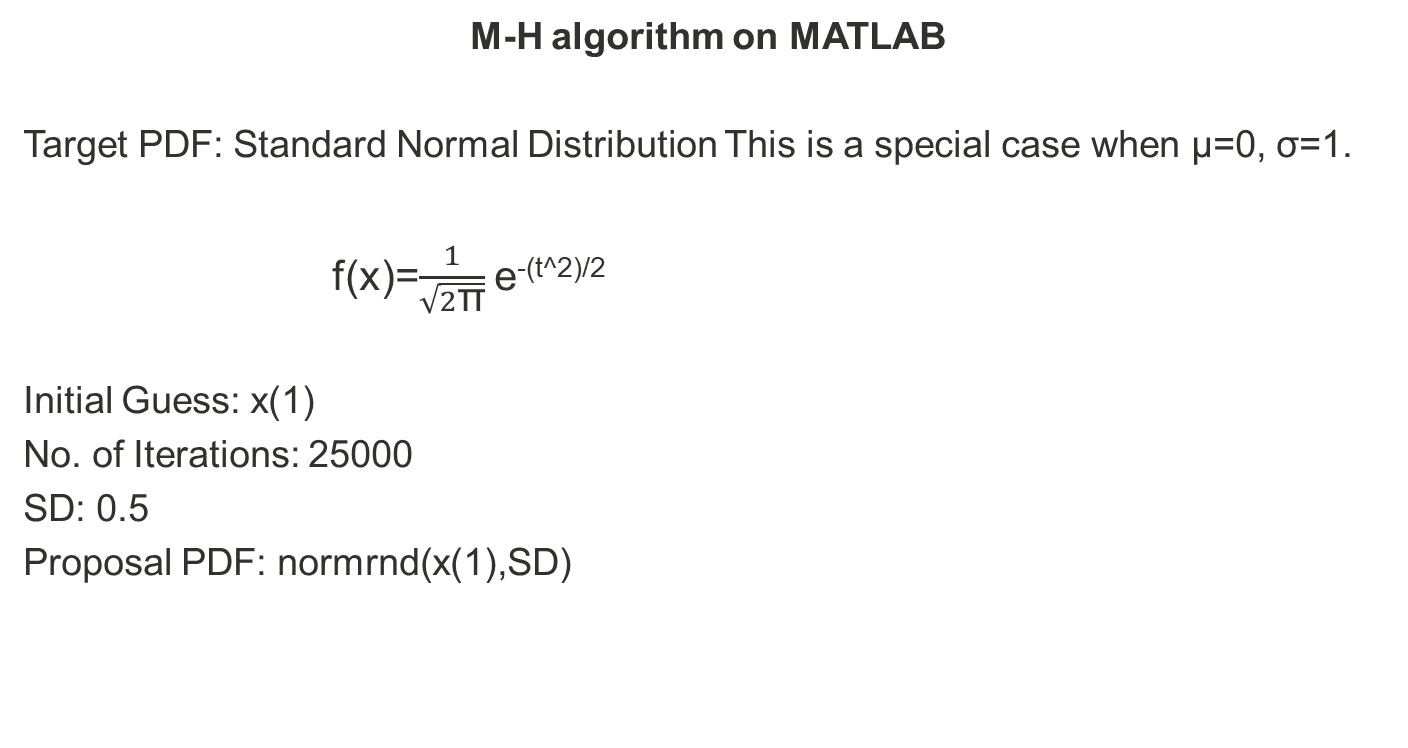 M-H algorithm on MATLAB
Target PDF: Standard Normal Distribution This is a special case when μ=0, σ=1.
f(x)=1/√2π e-(t^2)/2
Initial Guess: x(1)
No. of Iterations: 25000
SD: 0.5
Proposal PDF: normrnd(x(1),SD)